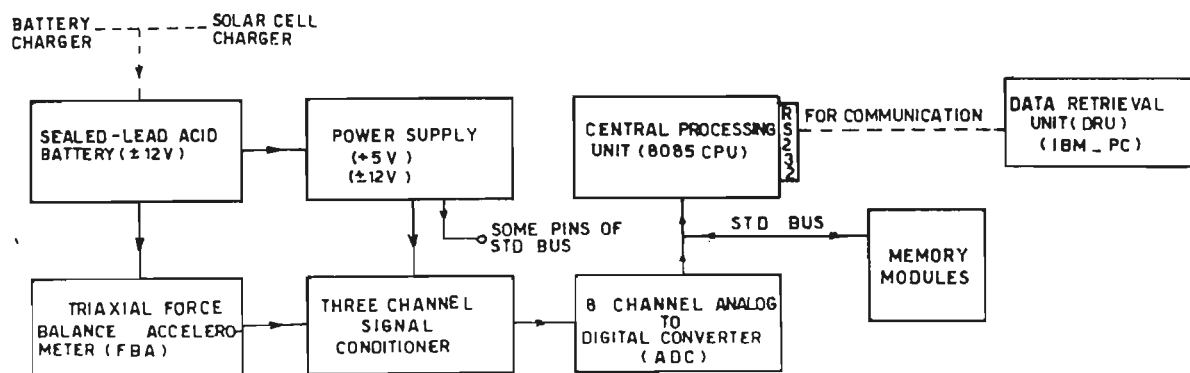 BATTERY
CHARGER
SOLAR CELL
CHARGER
SEALED-LEAD ACID
BATTERY (±12V)
POWER SUPPLY
(+5V)
(±12V)
CENTRAL PROCESSING
UNIT (8085 CPU)
RS232
FOR COMMUNICATION
DATA RETRIEVAL
UNIT (DRU)
(IBM_PC)
SOME PINS OF
STD BUS
STD BUS
MEMORY
MODULES
TRIAXIAL FORCE
BALANCE ACCELERO
METER (FBA)
THREE CHANNEL
SIGNAL
CONDITIONER
8 CHANNEL ANALOG
TO
DIGITAL CONVERTER
(ADC)